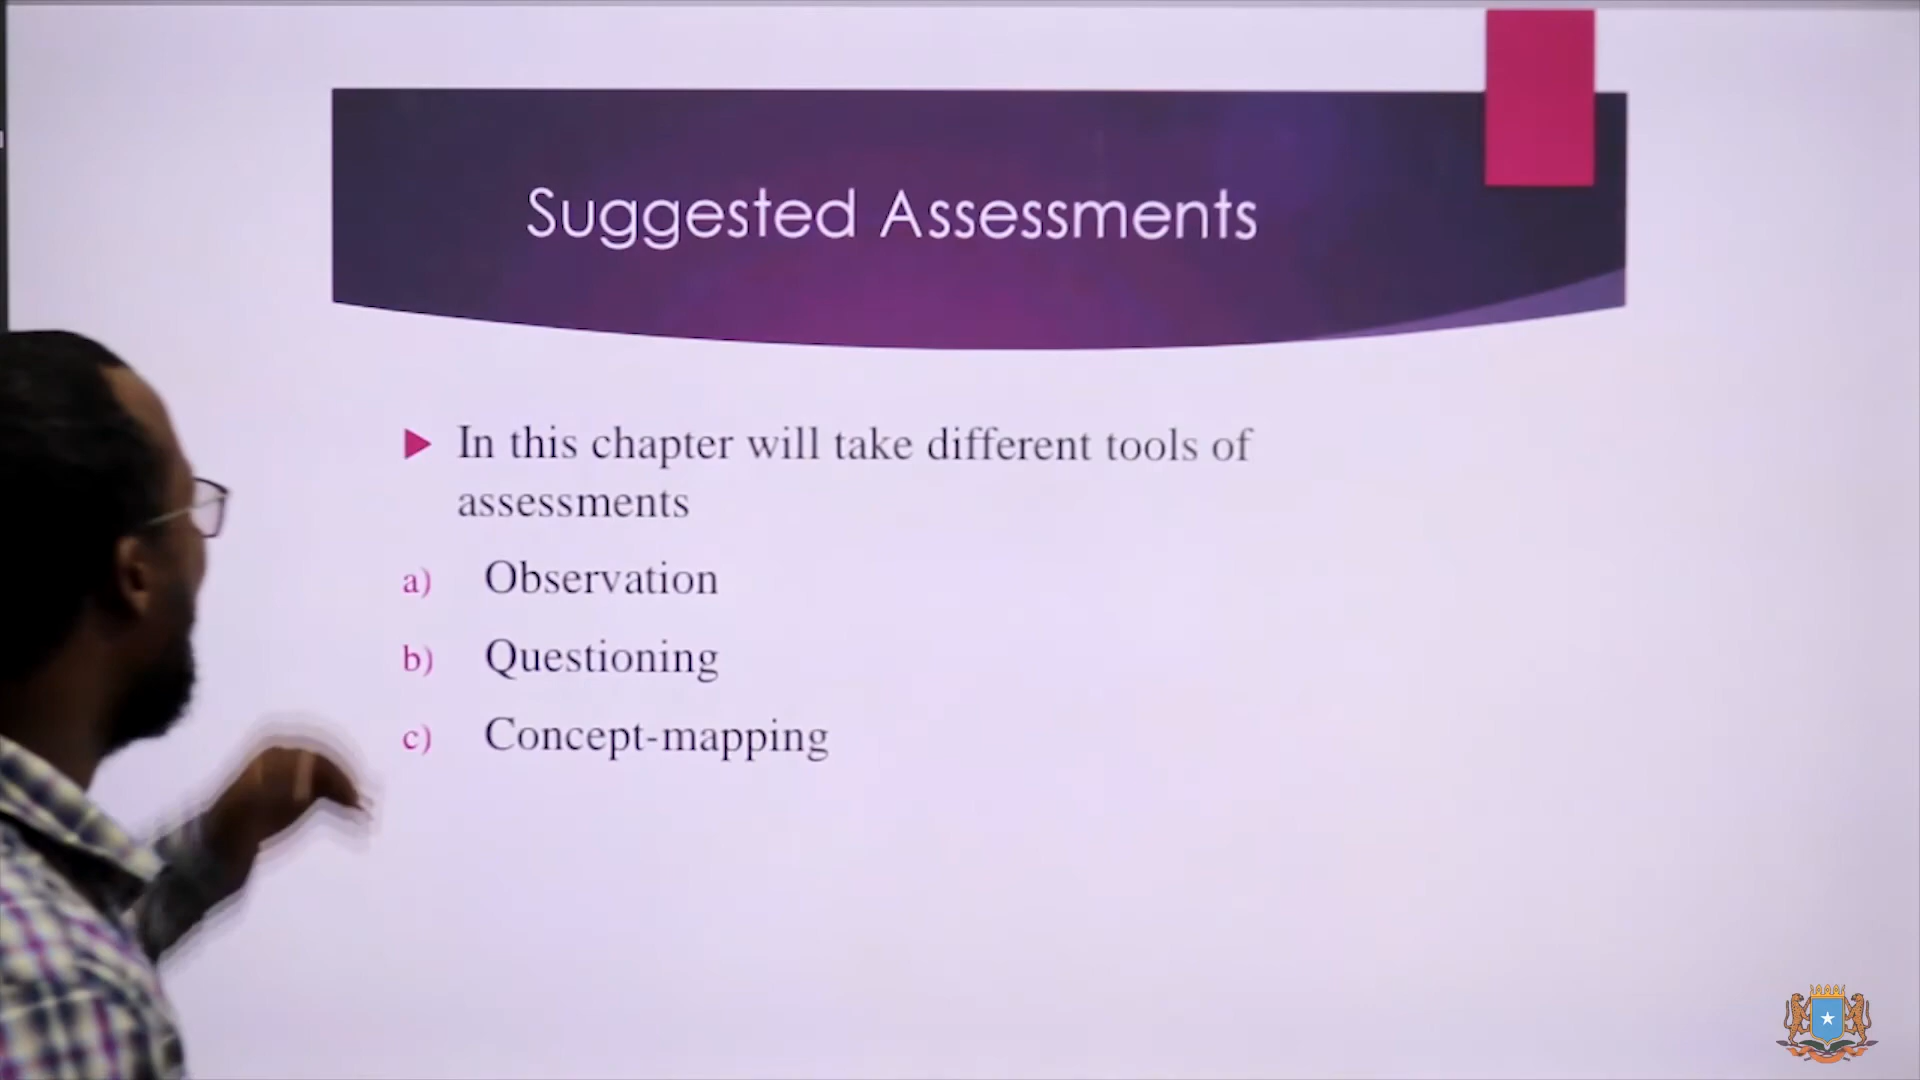 Suggested Assessments
In this chapter will take different tools of
assessments
a) Observation
b) Questioning
c) Concept-mapping